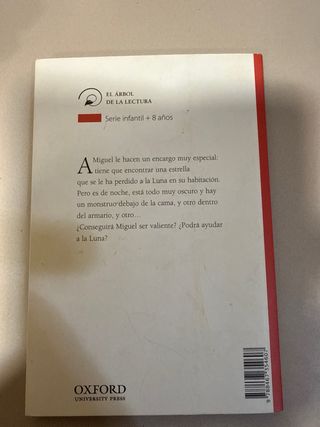 EL ÁRBOL
DE LA LECTURA
Serie infantil + 8 años
A Miguel le hacen un encargo muy especial:
tiene que encontrar una estrella
que se le ha perdido a la Luna en su habitación.
Pero es de noche, está todo muy oscuro y hay
un monstruo debajo de la cama, y otro dentro
del armario, y otro…
¿Conseguirá Miguel ser valiente? ¿Podrá ayudar
a la Luna?
OXFORD
UNIVERSITY PRESS
9 788467 354607